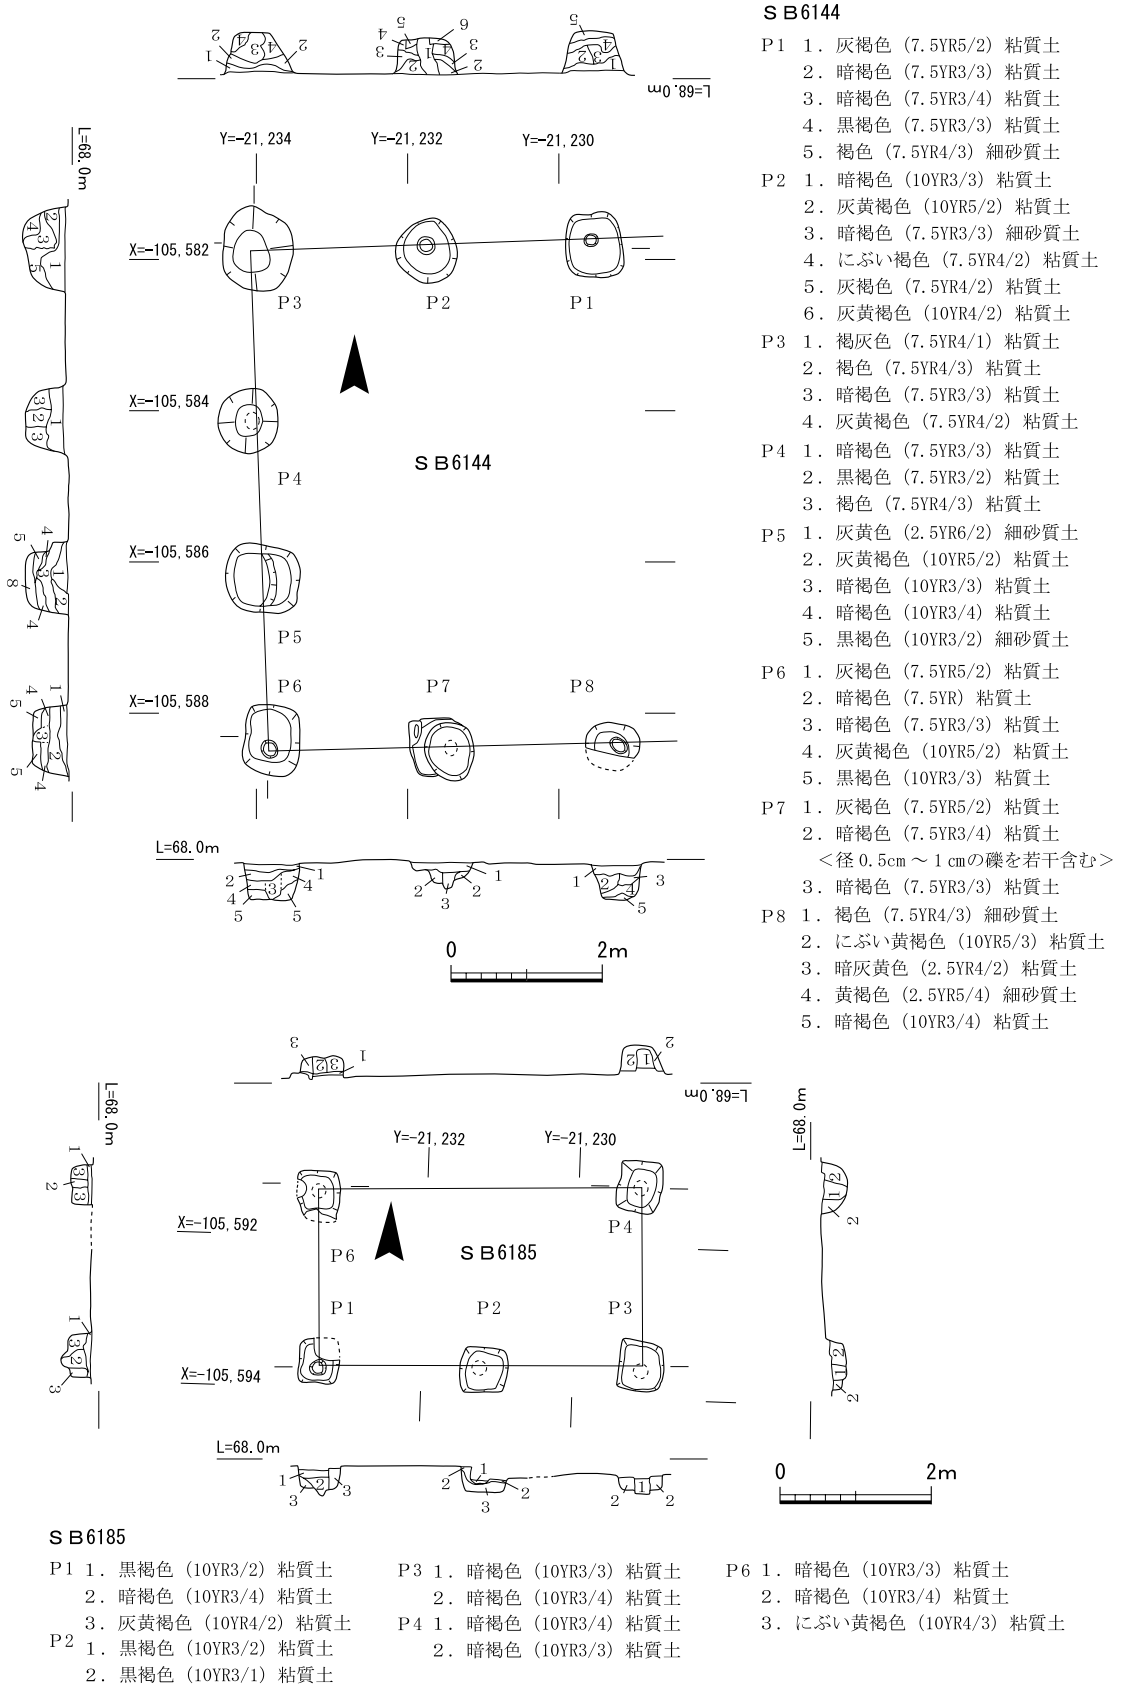 L=68.0m
Y=-21,234
Y=-21,232
Y=-21,230
L=68.0m
X=-105,582
P3
P2
P1
X=-105,584
P4
SB6144
X=-105,586
P5
P6
P7
P8
X=-105,588
L=68.0m
0
2m
SB6144
P1 1. 灰褐色 (7.5YR5/2) 粘質土
2. 暗褐色 (7.5YR3/3) 粘質土
3. 暗褐色 (7.5YR3/4) 粘質土
4. 黒褐色 (7.5YR3/3) 粘質土
5. 褐色 (7.5YR4/3) 細砂質土
P2 1. 暗褐色 (10YR3/3) 粘質土
2. 灰黄褐色 (10YR5/2) 粘質土
3. 暗褐色 (7.5YR3/3) 細砂質土
4. にぶい褐色 (7.5YR4/2) 粘質土
5. 灰褐色 (7.5YR4/2) 粘質土
6. 灰黄褐色 (10YR4/2) 粘質土
P3 1. 褐灰色 (7.5YR4/1) 粘質土
2. 褐色 (7.5YR4/3) 粘質土
3. 暗褐色 (7.5YR3/3) 粘質土
4. 灰黄褐色 (7.5YR4/2) 粘質土
P4 1. 暗褐色 (7.5YR3/3) 粘質土
2. 黒褐色 (7.5YR3/2) 粘質土
3. 褐色 (7.5YR4/3) 粘質土
P5 1. 灰黄色 (2.5YR6/2) 細砂質土
2. 灰黄褐色 (10YR5/2) 粘質土
3. 暗褐色 (10YR3/3) 粘質土
4. 暗褐色 (10YR3/4) 粘質土
5. 黒褐色 (10YR3/2) 細砂質土
P6 1. 灰褐色 (7.5YR5/2) 粘質土
2. 暗褐色 (7.5YR) 粘質土
3. 暗褐色 (7.5YR3/3) 粘質土
4. 灰黄褐色 (10YR5/2) 粘質土
5. 黒褐色 (10YR3/3) 粘質土
P7 1. 灰褐色 (7.5YR5/2) 粘質土
2. 暗褐色 (7.5YR3/4) 粘質土
<径 0.5cm ～ 1 cmの礫を若干含む>
3. 暗褐色 (7.5YR3/3) 粘質土
P8 1. 褐色 (7.5YR4/3) 細砂質土
2. にぶい黄褐色 (10YR5/3) 粘質土
3. 暗灰黄色 (2.5YR4/2) 粘質土
4. 黄褐色 (2.5YR5/4) 細砂質土
5. 暗褐色 (10YR3/4) 粘質土
L=68.0m
L=68.0m
L=68.0m
Y=-21,232
Y=-21,230
X=-105,592
P6
P4
SB6185
P1
P2
P3
X=-105,594
L=68.0m
0
2m
SB6185
P1 1. 黒褐色 (10YR3/2) 粘質土
2. 暗褐色 (10YR3/4) 粘質土
3. 灰黄褐色 (10YR4/2) 粘質土
P2 1. 黒褐色 (10YR3/2) 粘質土
2. 黒褐色 (10YR3/1) 粘質土
P3 1. 暗褐色 (10YR3/3) 粘質土
2. 暗褐色 (10YR3/4) 粘質土
P4 1. 暗褐色 (10YR3/4) 粘質土
2. 暗褐色 (10YR3/3) 粘質土
P6 1. 暗褐色 (10YR3/3) 粘質土
2. 暗褐色 (10YR3/4) 粘質土
3. にぶい黄褐色 (10YR4/3) 粘質土